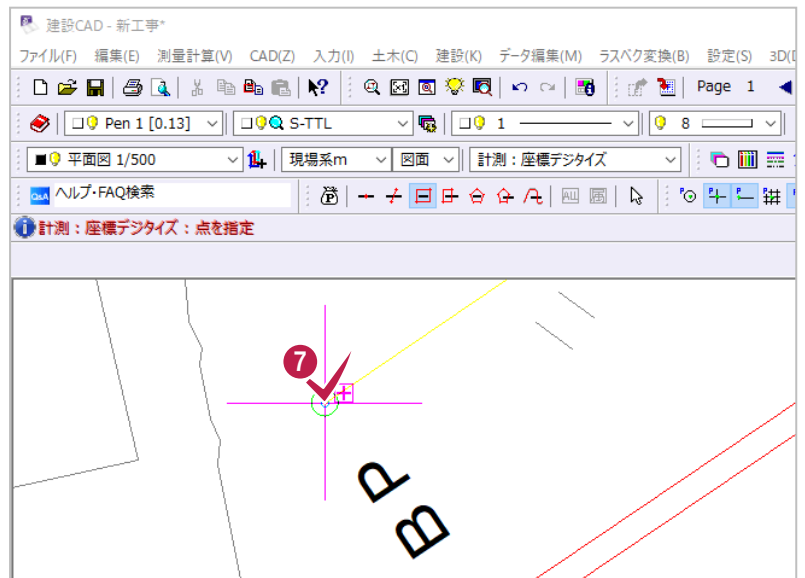 建設CAD - 新工事*
ファイル(F) 編集(E) 測量計算(V) CAD(Z) 入力(I) 土木(C) 建設(K) データ編集(M) ラスベク変換(B) 設定(S) 3D(
Page 1
Pen 1 [0.13] S-TTL 1 8
平面図 1/500 現場系m 図面 計測：座標デジタイズ
Q&A ヘルプ・FAQ検索 ALL 属
計測：座標デジタイズ：点を指定
7
BP